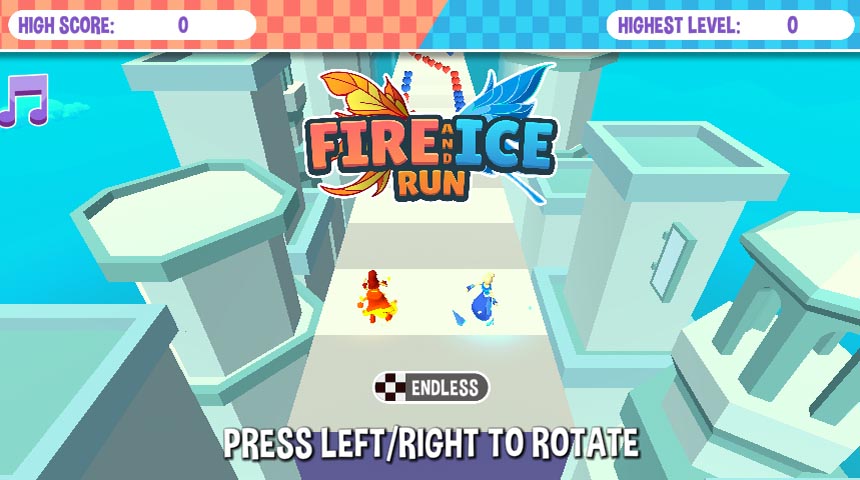 HIGH SCORE: 0
HIGHEST LEVEL: 0
FIRE AND ICE
RUN
ENDLESS
PRESS LEFT/RIGHT TO ROTATE